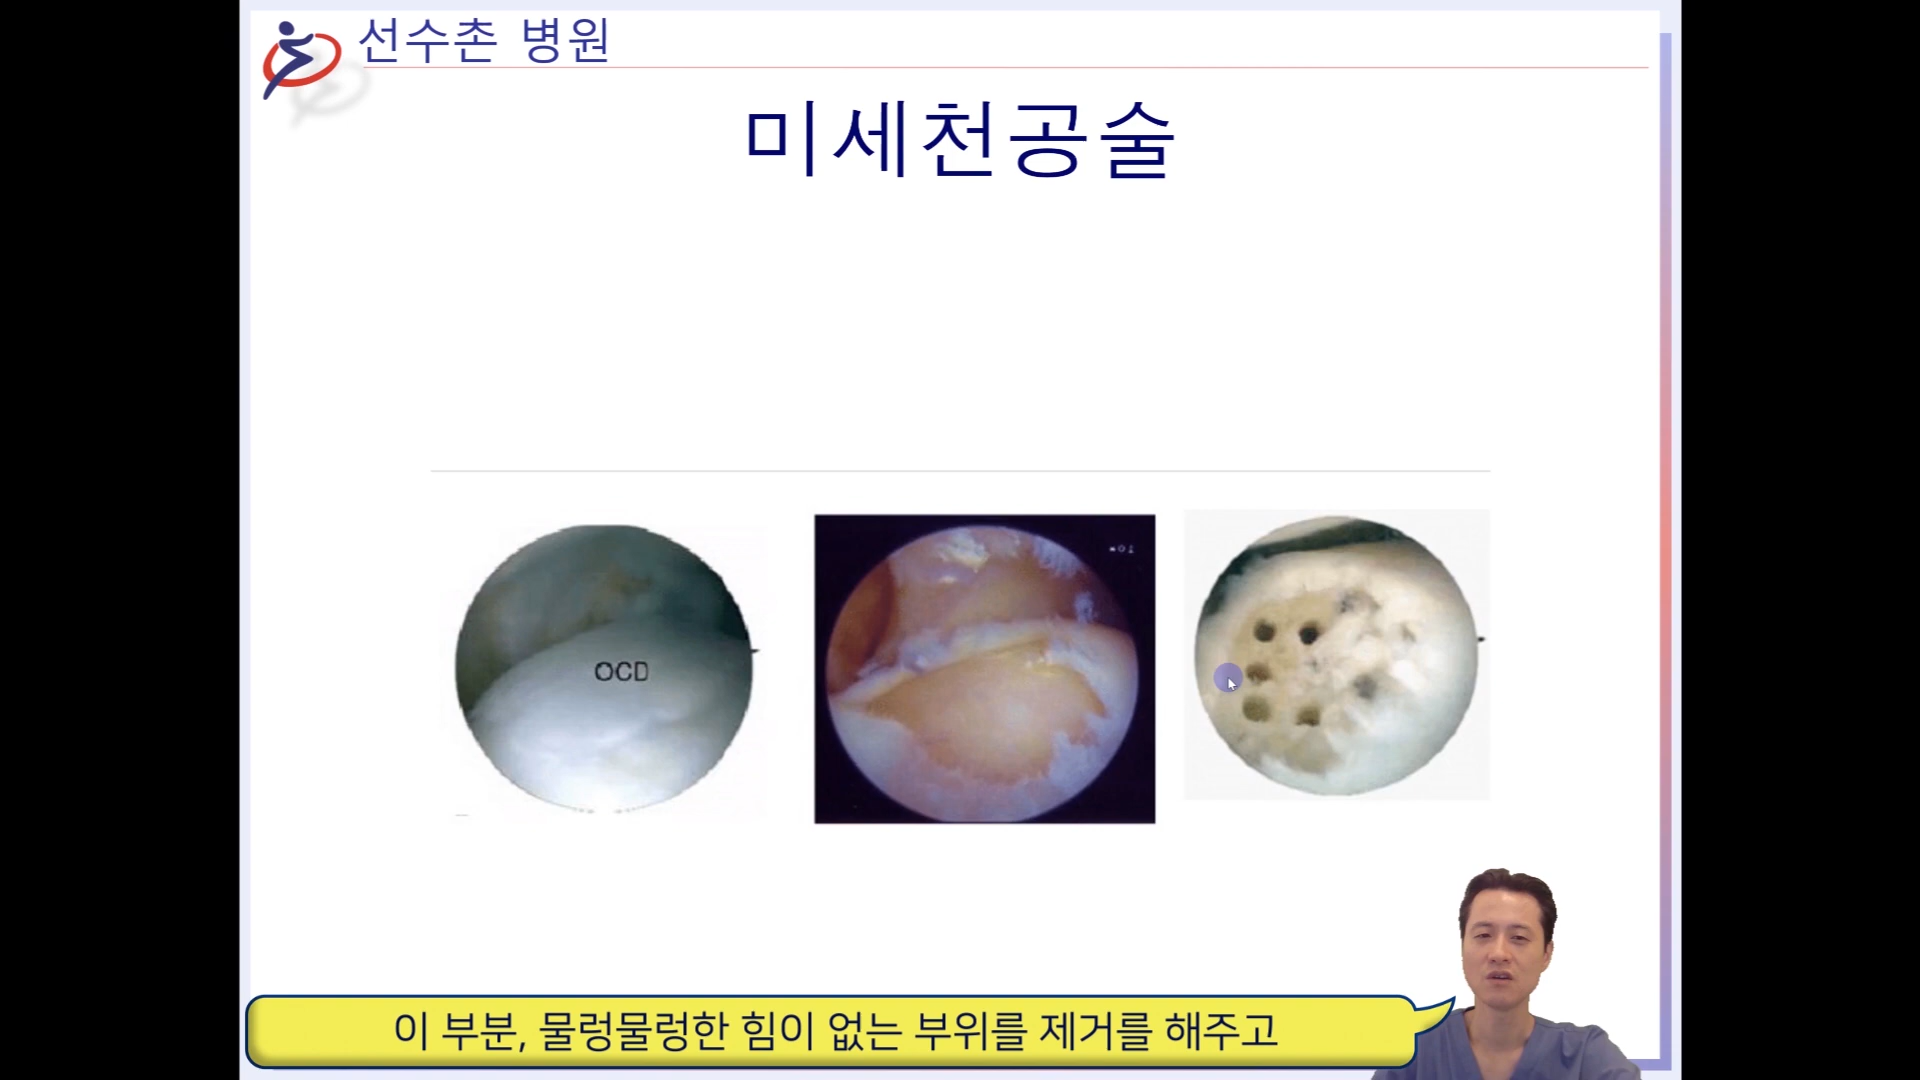 선수촌 병원
미세천공술
OCD
이 부분, 물렁물렁한 힘이 없는 부위를 제거를 해주고